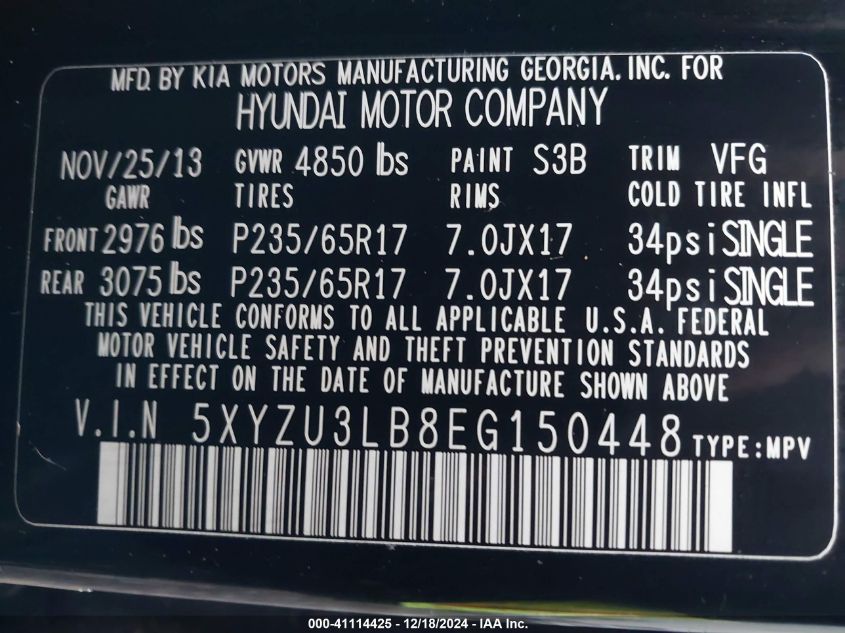 MFD. BY KIA MOTORS MANUFACTURING GEORGIA. INC. FOR
HYUNDAI MOTOR COMPANY
NOV/25/13 GVWR 4850 lbs PAINT S3B TRIM VFG
GAWR TIRES RIMS COLD TIRE INFL
FRONT 2976 lbs P235/65R17 7.0JX17 34psi SINGLE
REAR 3075 lbs P235/65R17 7.0JX17 34psi SINGLE
THIS VEHICLE CONFORMS TO ALL APPLICABLE U.S.A. FEDERAL
MOTOR VEHICLE SAFETY AND THEFT PREVENTION STANDARDS
IN EFFECT ON THE DATE OF MANUFACTURE SHOWN ABOVE
V.I.N 5XYZU3LB8EG150448 TYPE:MPV
000-41114425 - 12/18/2024 - IAA Inc.